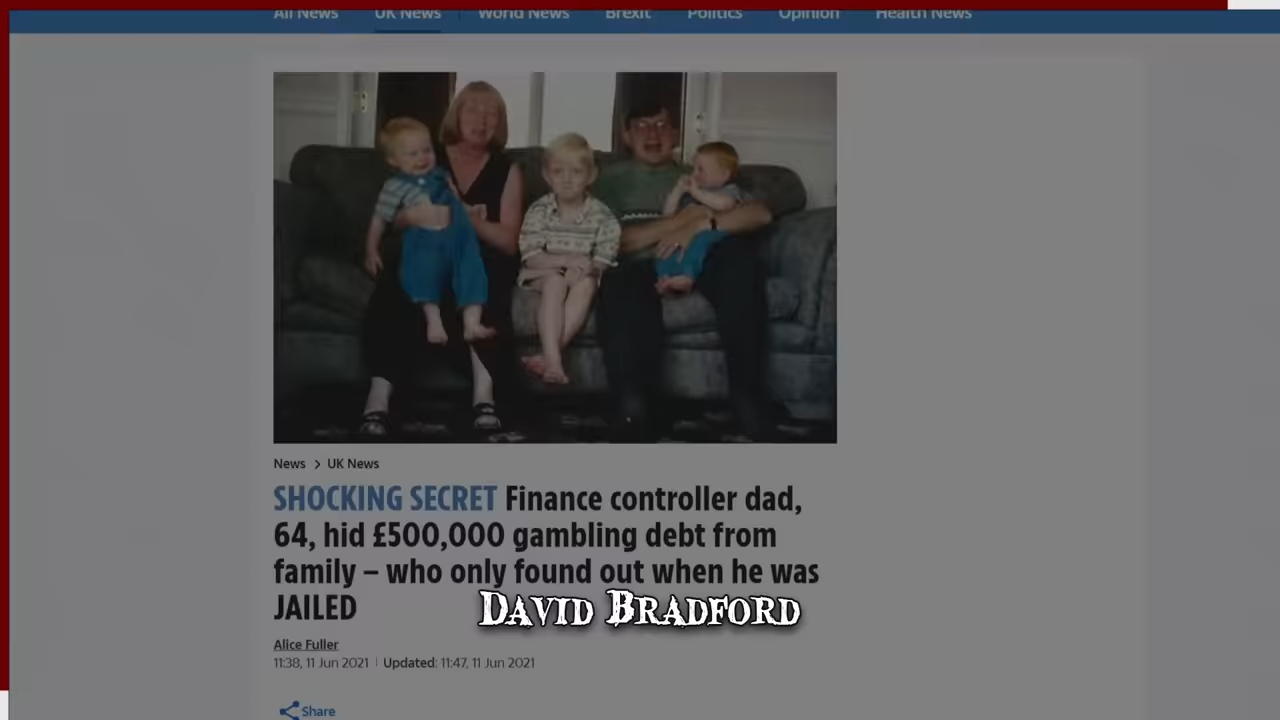 All News UK News World News Brexit Politics Opinion Health News
News > UK News
SHOCKING SECRET Finance controller dad,
64, hid £500,000 gambling debt from
family – who only found out when he was
JAILED
David Bradford
Alice Fuller
11:38, 11 Jun 2021 | Updated: 11:47, 11 Jun 2021
Share